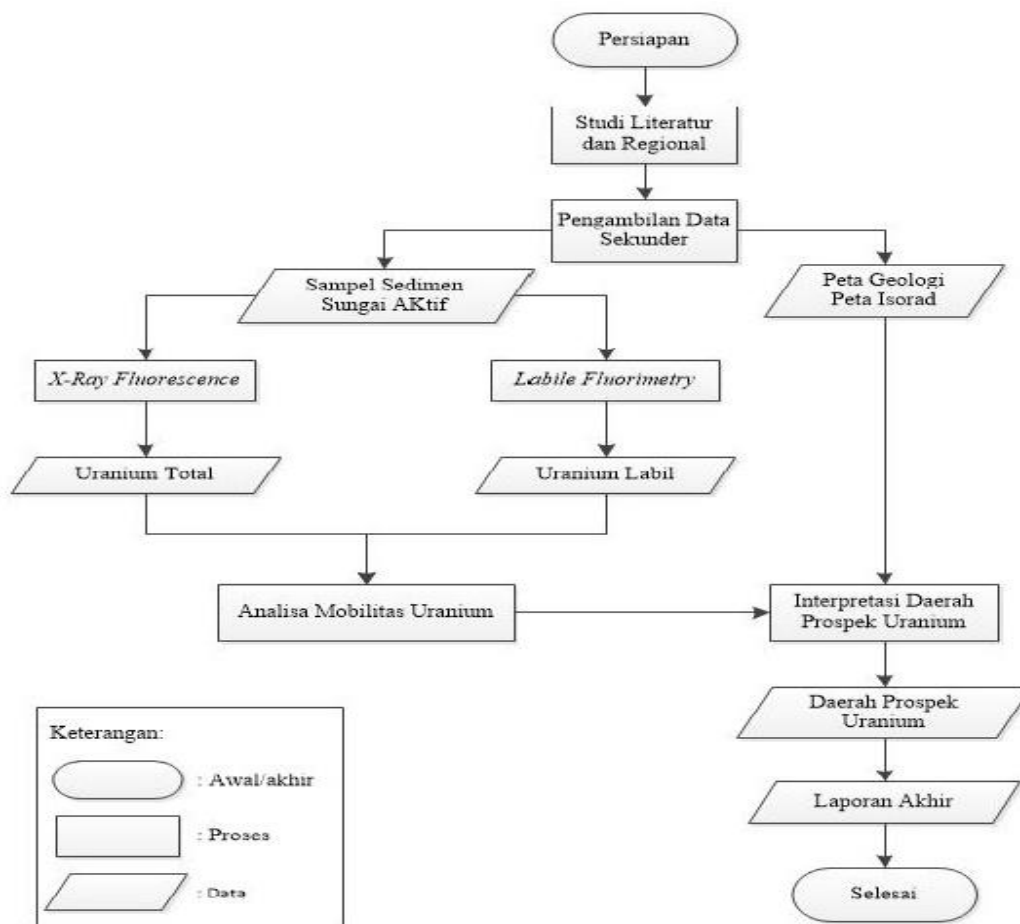 Persiapan
Studi Literatur
dan Regional
Pengambilan Data
Sekunder
Sampel Sedimen
Sungai AKtif
Peta Geologi
Peta Isorad
X-Ray Fluorescence
Labile Fluorimetry
Uranium Total
Uranium Labil
Analisa Mobilitas Uranium
Interpretasi Daerah
Prospek Uranium
Daerah Prospek
Uranium
Laporan Akhir
Selesai
Keterangan:
: Awal/akhir
: Proses
: Data